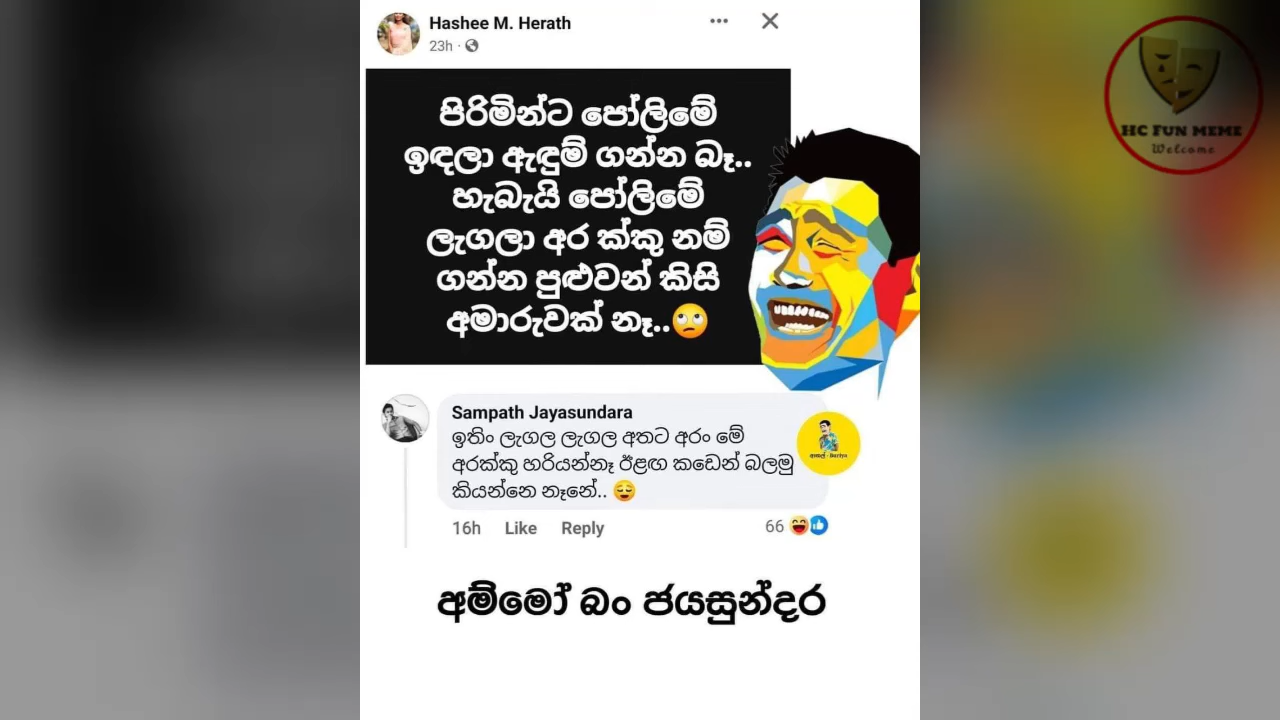 Hashee M. Herath
23h
HC FUN MEME
Welcome
පිරිමින්ට පෝලිමේ
ඉඳලා ඇඳුම් ගන්න බෑ..
හැබැයි පෝලිමේ
ලැගලා අර ක්කු නම්
ගන්න පුළුවන් කිසි
අමාරුවක් නෑ..🙄
Sampath Jayasundara
ඉතිං ලැගල ලැගල අතට අරං මේ
අරක්කු හරියන්නෑ ඊළඟ කඩෙන් බලමු
කියන්නෙ නෑනේ.. 😌
16h Like Reply 66
අම්මෝ බං ජයසුන්දර